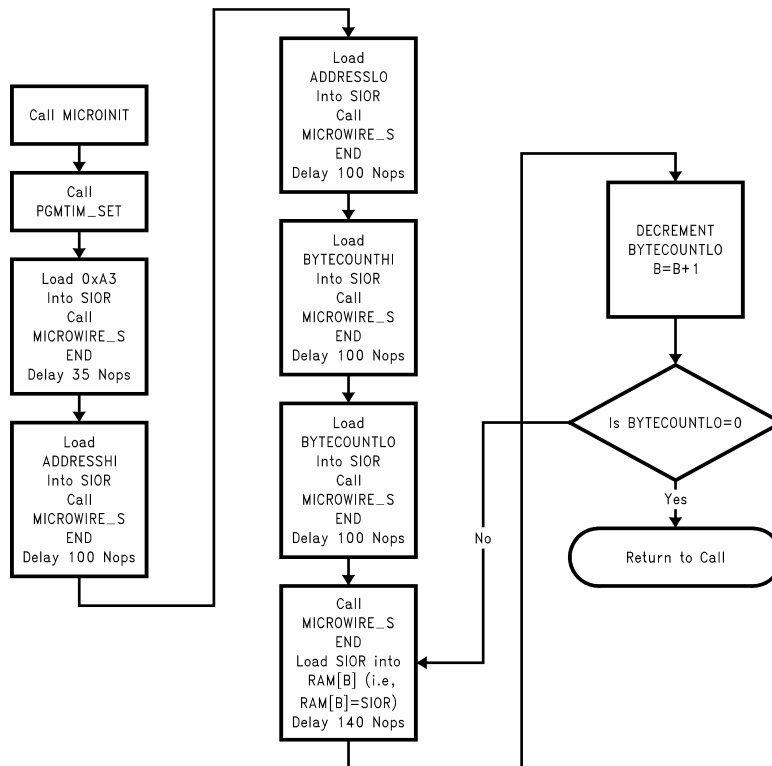 Call MICROINIT
Call
PGMTIM_SET
Load 0xA3
Into SIOR
Call
MICROWIRE_S
END
Delay 35 Nops
Load
ADDRESSHI
Into SIOR
Call
MICROWIRE_S
END
Delay 100 Nops
Load
ADDRESSLO
Into SIOR
Call
MICROWIRE_S
END
Delay 100 Nops
Load
BYTECOUNTHI
Into SIOR
Call
MICROWIRE_S
END
Delay 100 Nops
Load
BYTECOUNTLO
Into SIOR
Call
MICROWIRE_S
END
Delay 100 Nops
Call
MICROWIRE_S
END
Load SIOR into
RAM[B] (i.e,
RAM[B]=SIOR)
Delay 140 Nops
DECREMENT
BYTECOUNTLO
B=B+1
Is BYTECOUNTLO=0
No
Yes
Return to Call